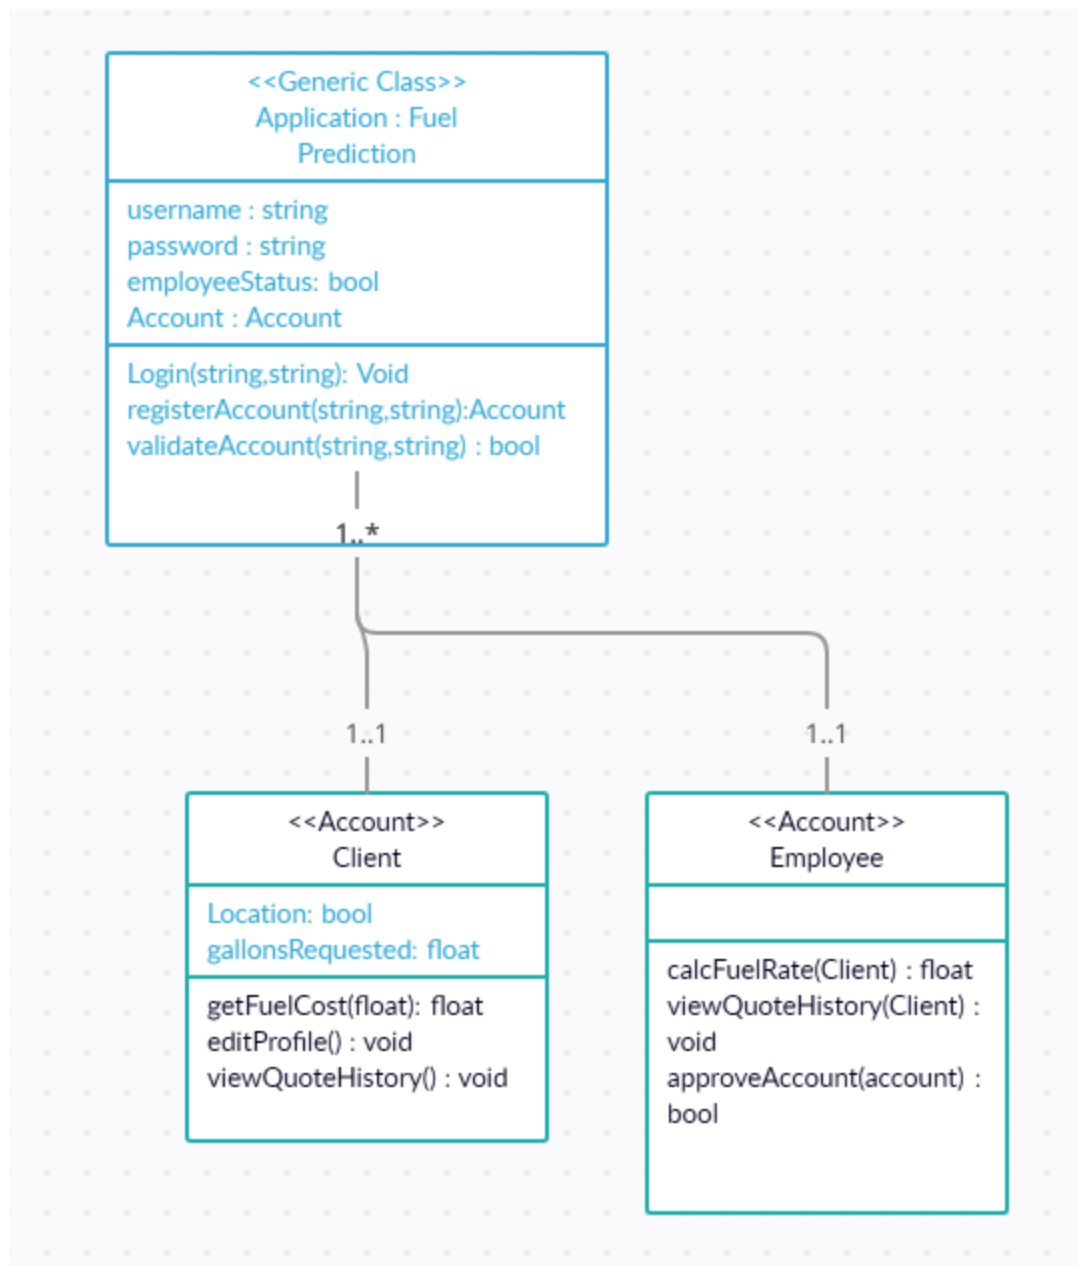 <<Generic Class>>
Application : Fuel
Prediction
username : string
password : string
employeeStatus: bool
Account : Account
Login(string,string): Void
registerAccount(string,string):Account
validateAccount(string,string) : bool
1..*
1..1
1..1
<<Account>>
Client
Location: bool
gallonsRequested: float
getFuelCost(float): float
editProfile() : void
viewQuoteHistory() : void
<<Account>>
Employee
calcFuelRate(Client) : float
viewQuoteHistory(Client) :
void
approveAccount(account) :
bool